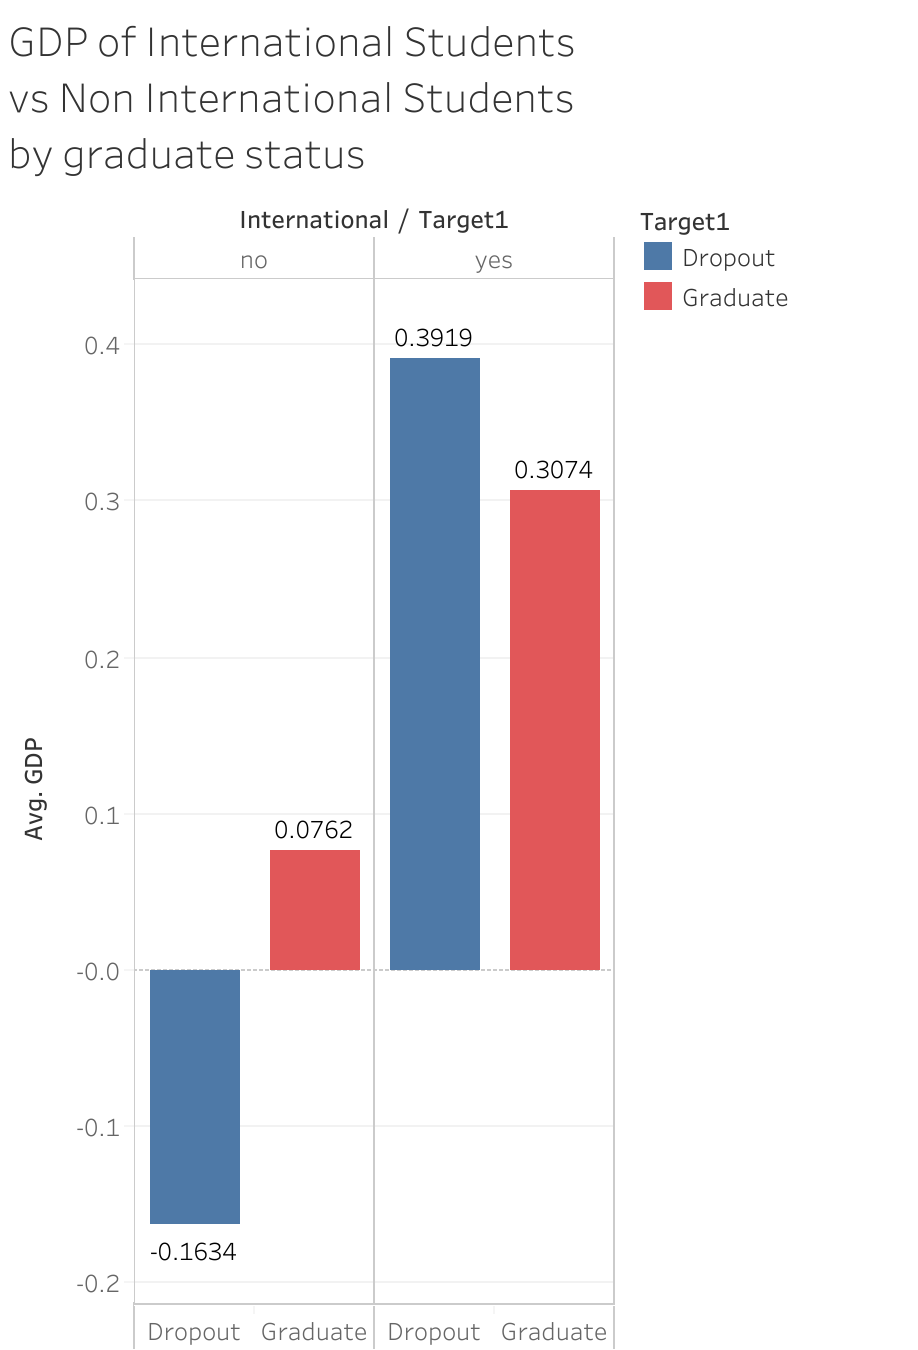 GDP of International Students
vs Non International Students
by graduate status
International / Target1
no
yes
Target1
Dropout
Graduate
Avg. GDP
0.4
0.3
0.2
0.1
-0.0
-0.1
-0.2
0.3919
0.3074
0.0762
-0.1634
Dropout Graduate Dropout Graduate